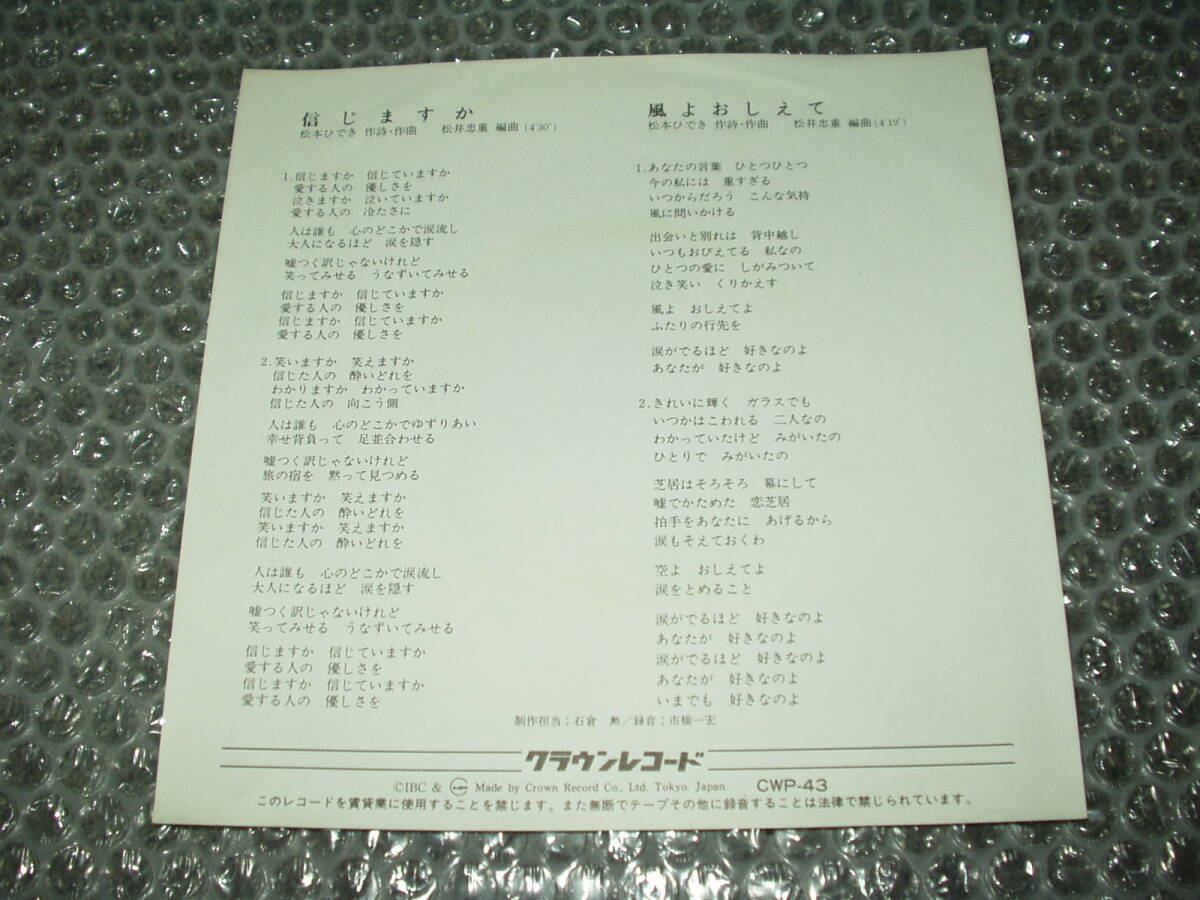 信じますか
松本ひでき 作詩・作曲　松井忠重 編曲(4'30")
1.信じますか　信じていますか
愛する人の　優しさを
泣きますか　泣いていますか
愛する人の　冷たさに
人は誰も　心のどこかで涙流し
大人になるほど　涙を隠す
嘘つく訳じゃないけれど
笑ってみせる　うなずいてみせる
信じますか　信じていますか
愛する人の　優しさを
信じますか　信じていますか
愛する人の　優しさを
2.笑いますか　笑えますか
信じた人の　酔いどれを
わかりますか　わかっていますか
信じた人の　向こう側
人は誰も　心のどこかでゆずりあい
幸せ背負って　足並合わせる
嘘つく訳じゃないけれど
旅の宿を　黙って見つめる
笑いますか　笑えますか
信じた人の　酔いどれを
笑いますか　笑えますか
信じた人の　酔いどれを
人は誰も　心のどこかで涙流し
大人になるほど　涙を隠す
嘘つく訳じゃないけれど
笑ってみせる　うなずいてみせる
信じますか　信じていますか
愛する人の　優しさを
信じますか　信じていますか
愛する人の　優しさを
風よおしえて
松本ひでき 作詩・作曲　松井忠重 編曲(4'19")
1.あなたの言葉　ひとつひとつ
今の私には　重すぎる
いつからだろう　こんな気持
風に問いかける
出会いと別れは　背中越し
いつもおびえてる　私なの
ひとつの愛に　しがみついて
泣き笑い　くりかえす
風よ　おしえてよ
ふたりの行先を
涙がでるほど　好きなのよ
あなたが　好きなのよ
2.きれいに輝く　ガラスでも
いつかはこわれる　二人なの
わかっていたけど　みがいたの
ひとりで　みがいたの
芝居はそろそろ　幕にして
嘘でかためた　恋芝居
拍手をあなたに　あげるから
涙もそえておくわ
空よ　おしえてよ
涙をとめること
涙がでるほど　好きなのよ
あなたが　好きなのよ
涙がでるほど　好きなのよ
あなたが　好きなのよ
いまでも　好きなのよ
制作担当；石倉　勲／録音；市橋一宏
クラウンレコード
©IBC & Made by Crown Record Co., Ltd. Tokyo. Japan. CWP-43
このレコードを賃貸業に使用することを禁じます。また無断でテープその他に録音することは法律で禁じられています。